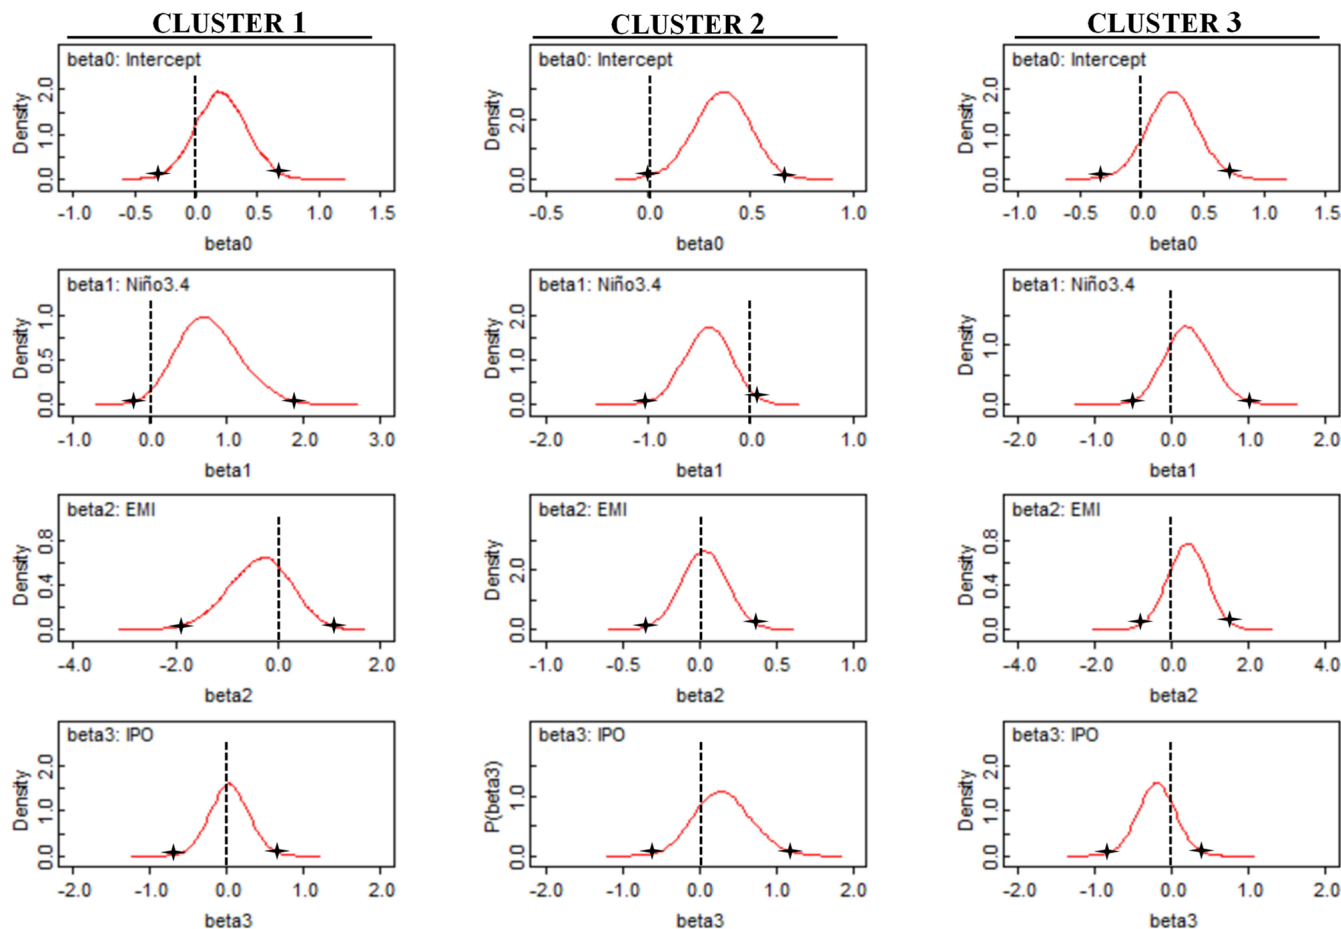 CLUSTER 1
CLUSTER 2
CLUSTER 3
beta0: Intercept
Density
0.0 1.0 2.0
-1.0 -0.5 0.0 0.5 1.0 1.5
beta0
beta0: Intercept
Density
0.0 2.0
-0.5 0.0 0.5 1.0
beta0
beta0: Intercept
Density
0.0 1.0 2.0
-1.0 -0.5 0.0 0.5 1.0 1.5
beta0
beta1: Niño3.4
Density
0.0 0.5 1.0
-1.0 0.0 1.0 2.0 3.0
beta1
beta1: Niño3.4
Density
0.0 1.0 2.0
-2.0 -1.0 0.0 1.0
beta1
beta1: Niño3.4
Density
0.0 1.0
-2.0 -1.0 0.0 1.0 2.0
beta1
beta2: EMI
Density
0.0 0.4 0.8
-4.0 -2.0 0.0 2.0
beta2
beta2: EMI
Density
0.0 2.0
-1.0 -0.5 0.0 0.5 1.0
beta2
beta2: EMI
Density
0.0 0.4 0.8
-4.0 -2.0 0.0 2.0 4.0
beta2
beta3: IPO
Density
0.0 1.0 2.0
-2.0 -1.0 0.0 1.0 2.0
beta3
beta3: IPO
P(beta3)
0.0 1.0
-2.0 -1.0 0.0 1.0 2.0
beta3
beta3: IPO
Density
0.0 1.0 2.0
-2.0 -1.0 0.0 1.0 2.0
beta3